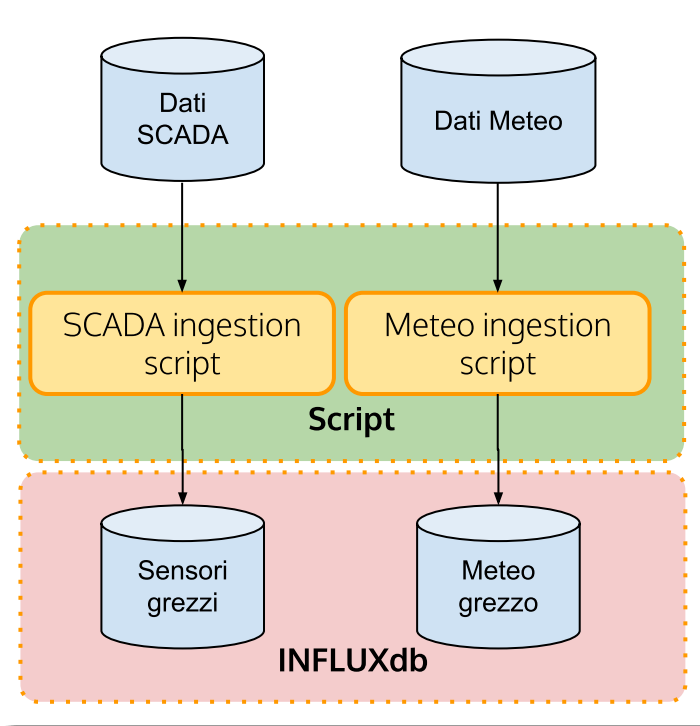 Dati
SCADA
Dati Meteo
SCADA ingestion
script
Meteo ingestion
script
Script
Sensori
grezzi
Meteo
grezzo
INFLUXdb